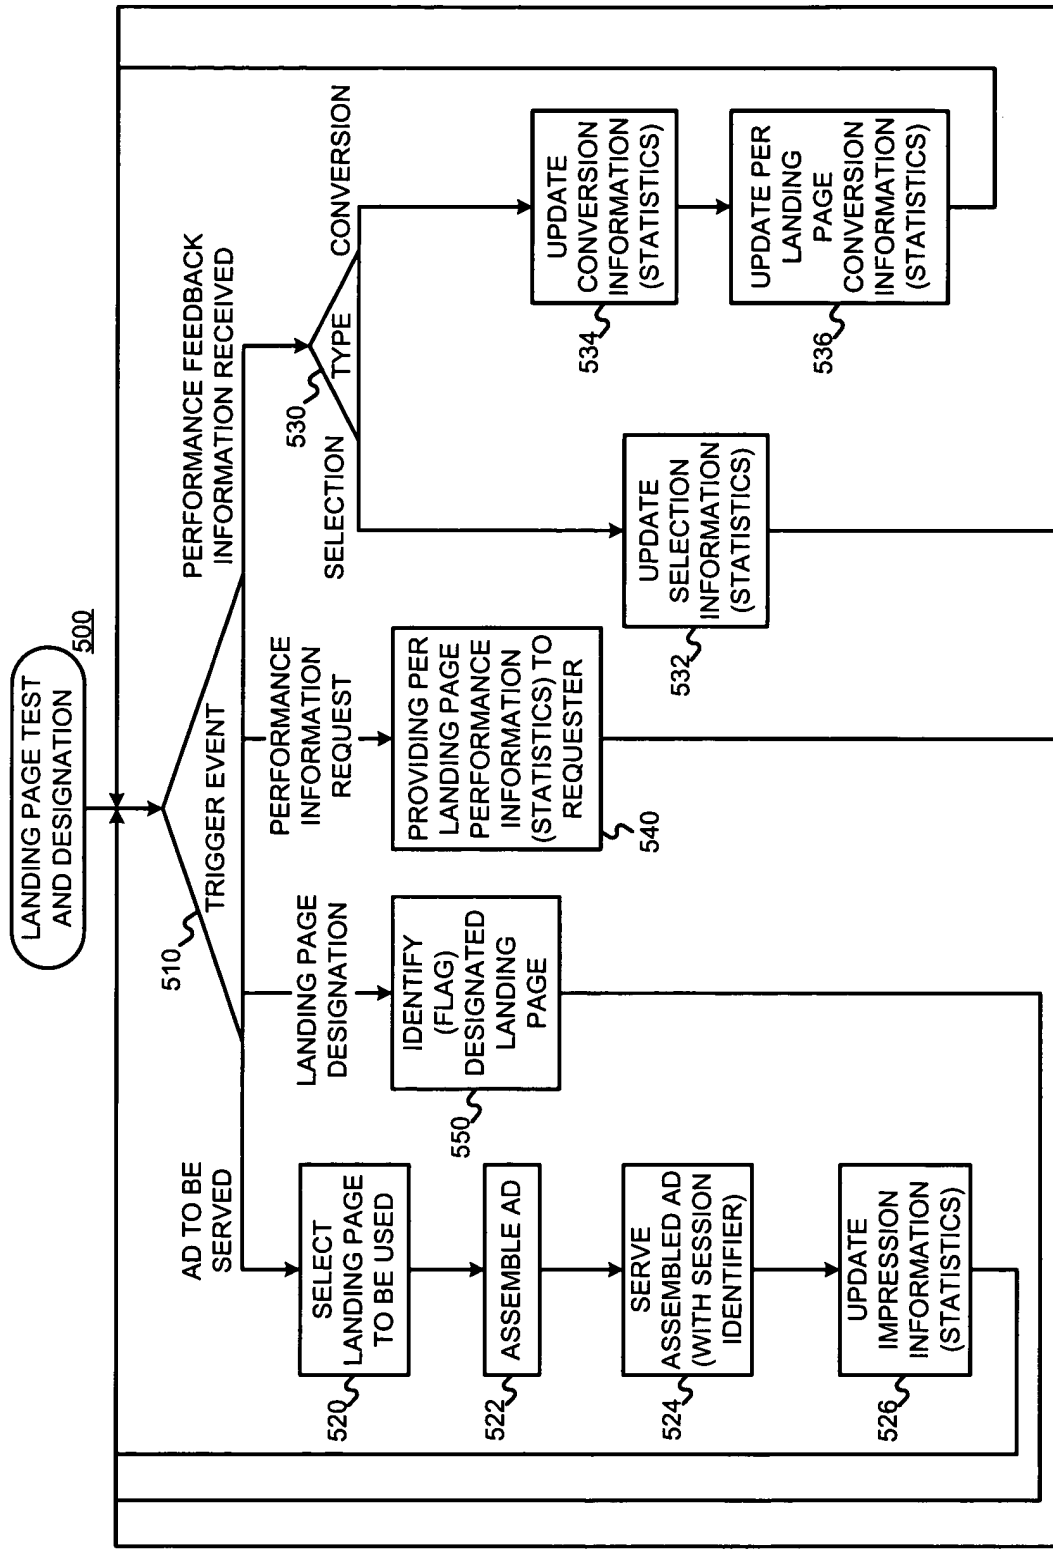 LANDING PAGE TEST
AND DESIGNATION
500
510
TRIGGER EVENT
AD TO BE
SERVED
LANDING PAGE
DESIGNATION
PERFORMANCE
INFORMATION
REQUEST
PERFORMANCE FEEDBACK
INFORMATION RECEIVED
SELECT
LANDING PAGE
TO BE USED
520
ASSEMBLE AD
522
SERVE
ASSEMBLED AD
(WITH SESSION
IDENTIFIER)
524
UPDATE
IMPRESSION
INFORMATION
(STATISTICS)
526
IDENTIFY
(FLAG)
DESIGNATED
LANDING
PAGE
550
PROVIDING PER
LANDING PAGE
PERFORMANCE
INFORMATION
(STATISTICS) TO
REQUESTER
540
530
TYPE
SELECTION
CONVERSION
UPDATE
SELECTION
INFORMATION
(STATISTICS)
532
UPDATE
CONVERSION
INFORMATION
(STATISTICS)
534
UPDATE PER
LANDING
PAGE
CONVERSION
INFORMATION
(STATISTICS)
536